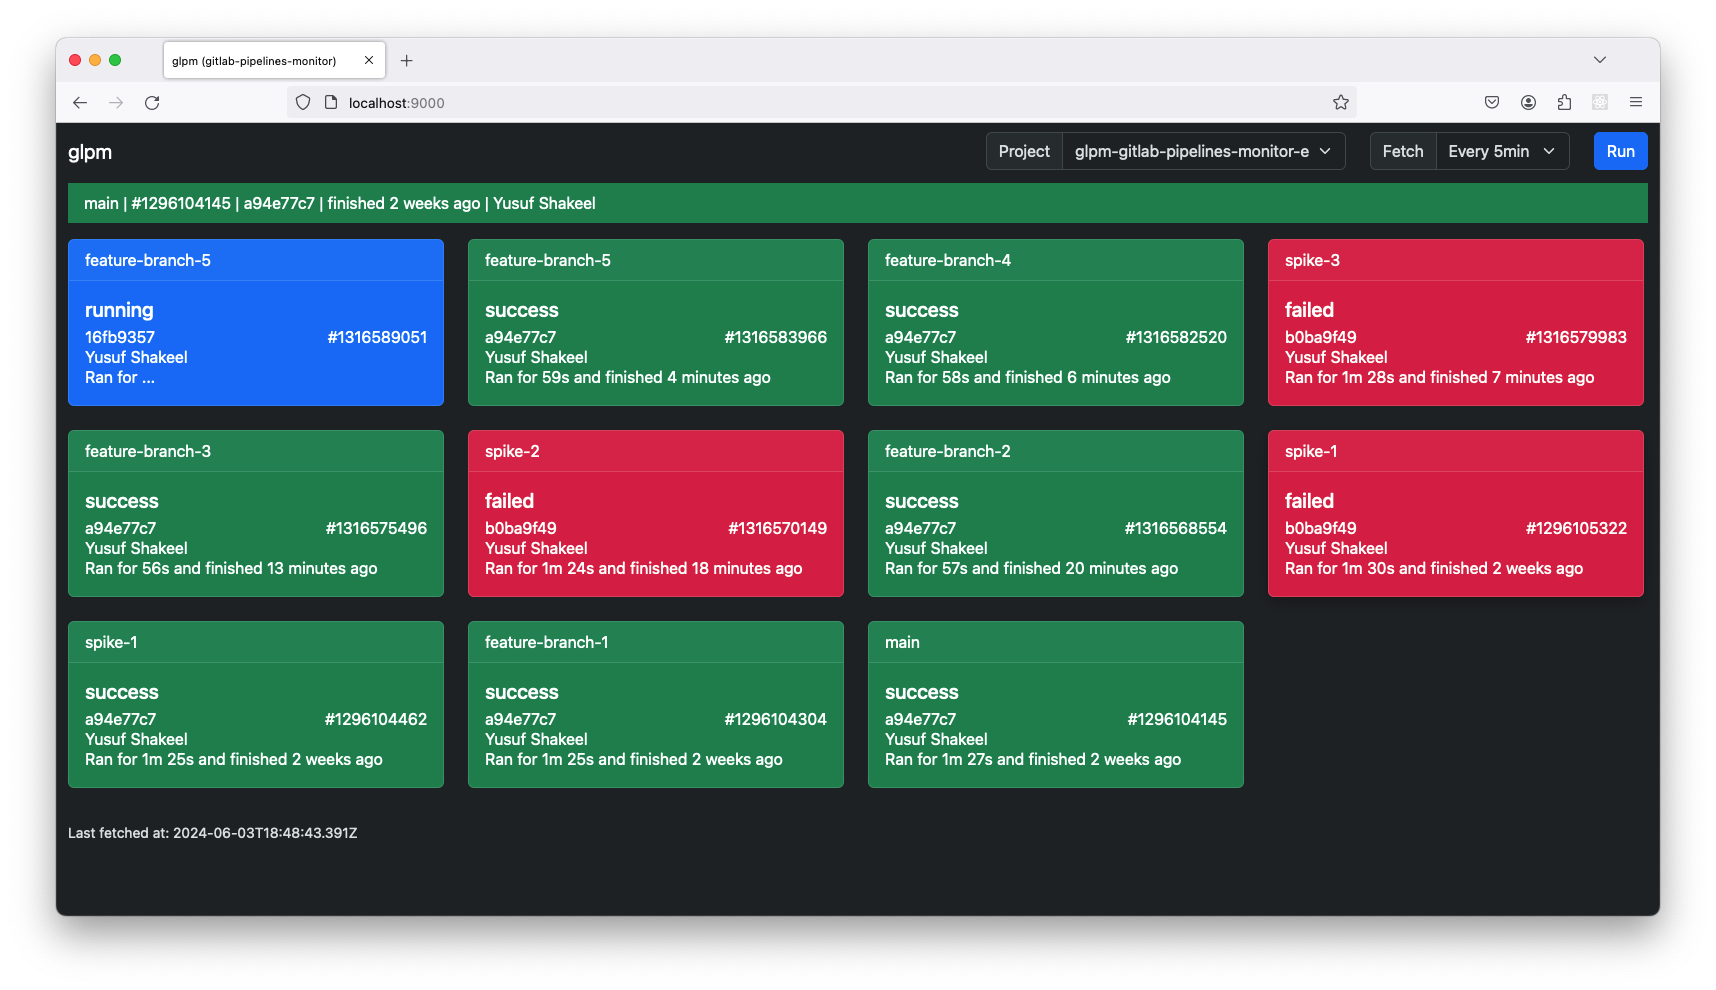 glpm (gitlab-pipelines-monitor)
localhost:9000
glpm
Project glpm-gitlab-pipelines-monitor-e Fetch Every 5min Run
main | #1296104145 | a94e77c7 | finished 2 weeks ago | Yusuf Shakeel
feature-branch-5
running
16fb9357 #1316589051
Yusuf Shakeel
Ran for ...
feature-branch-5
success
a94e77c7 #1316583966
Yusuf Shakeel
Ran for 59s and finished 4 minutes ago
feature-branch-4
success
a94e77c7 #1316582520
Yusuf Shakeel
Ran for 58s and finished 6 minutes ago
spike-3
failed
b0ba9f49 #1316579983
Yusuf Shakeel
Ran for 1m 28s and finished 7 minutes ago
feature-branch-3
success
a94e77c7 #1316575496
Yusuf Shakeel
Ran for 56s and finished 13 minutes ago
spike-2
failed
b0ba9f49 #1316570149
Yusuf Shakeel
Ran for 1m 24s and finished 18 minutes ago
feature-branch-2
success
a94e77c7 #1316568554
Yusuf Shakeel
Ran for 57s and finished 20 minutes ago
spike-1
failed
b0ba9f49 #1296105322
Yusuf Shakeel
Ran for 1m 30s and finished 2 weeks ago
spike-1
success
a94e77c7 #1296104462
Yusuf Shakeel
Ran for 1m 25s and finished 2 weeks ago
feature-branch-1
success
a94e77c7 #1296104304
Yusuf Shakeel
Ran for 1m 25s and finished 2 weeks ago
main
success
a94e77c7 #1296104145
Yusuf Shakeel
Ran for 1m 27s and finished 2 weeks ago
Last fetched at: 2024-06-03T18:48:43.391Z